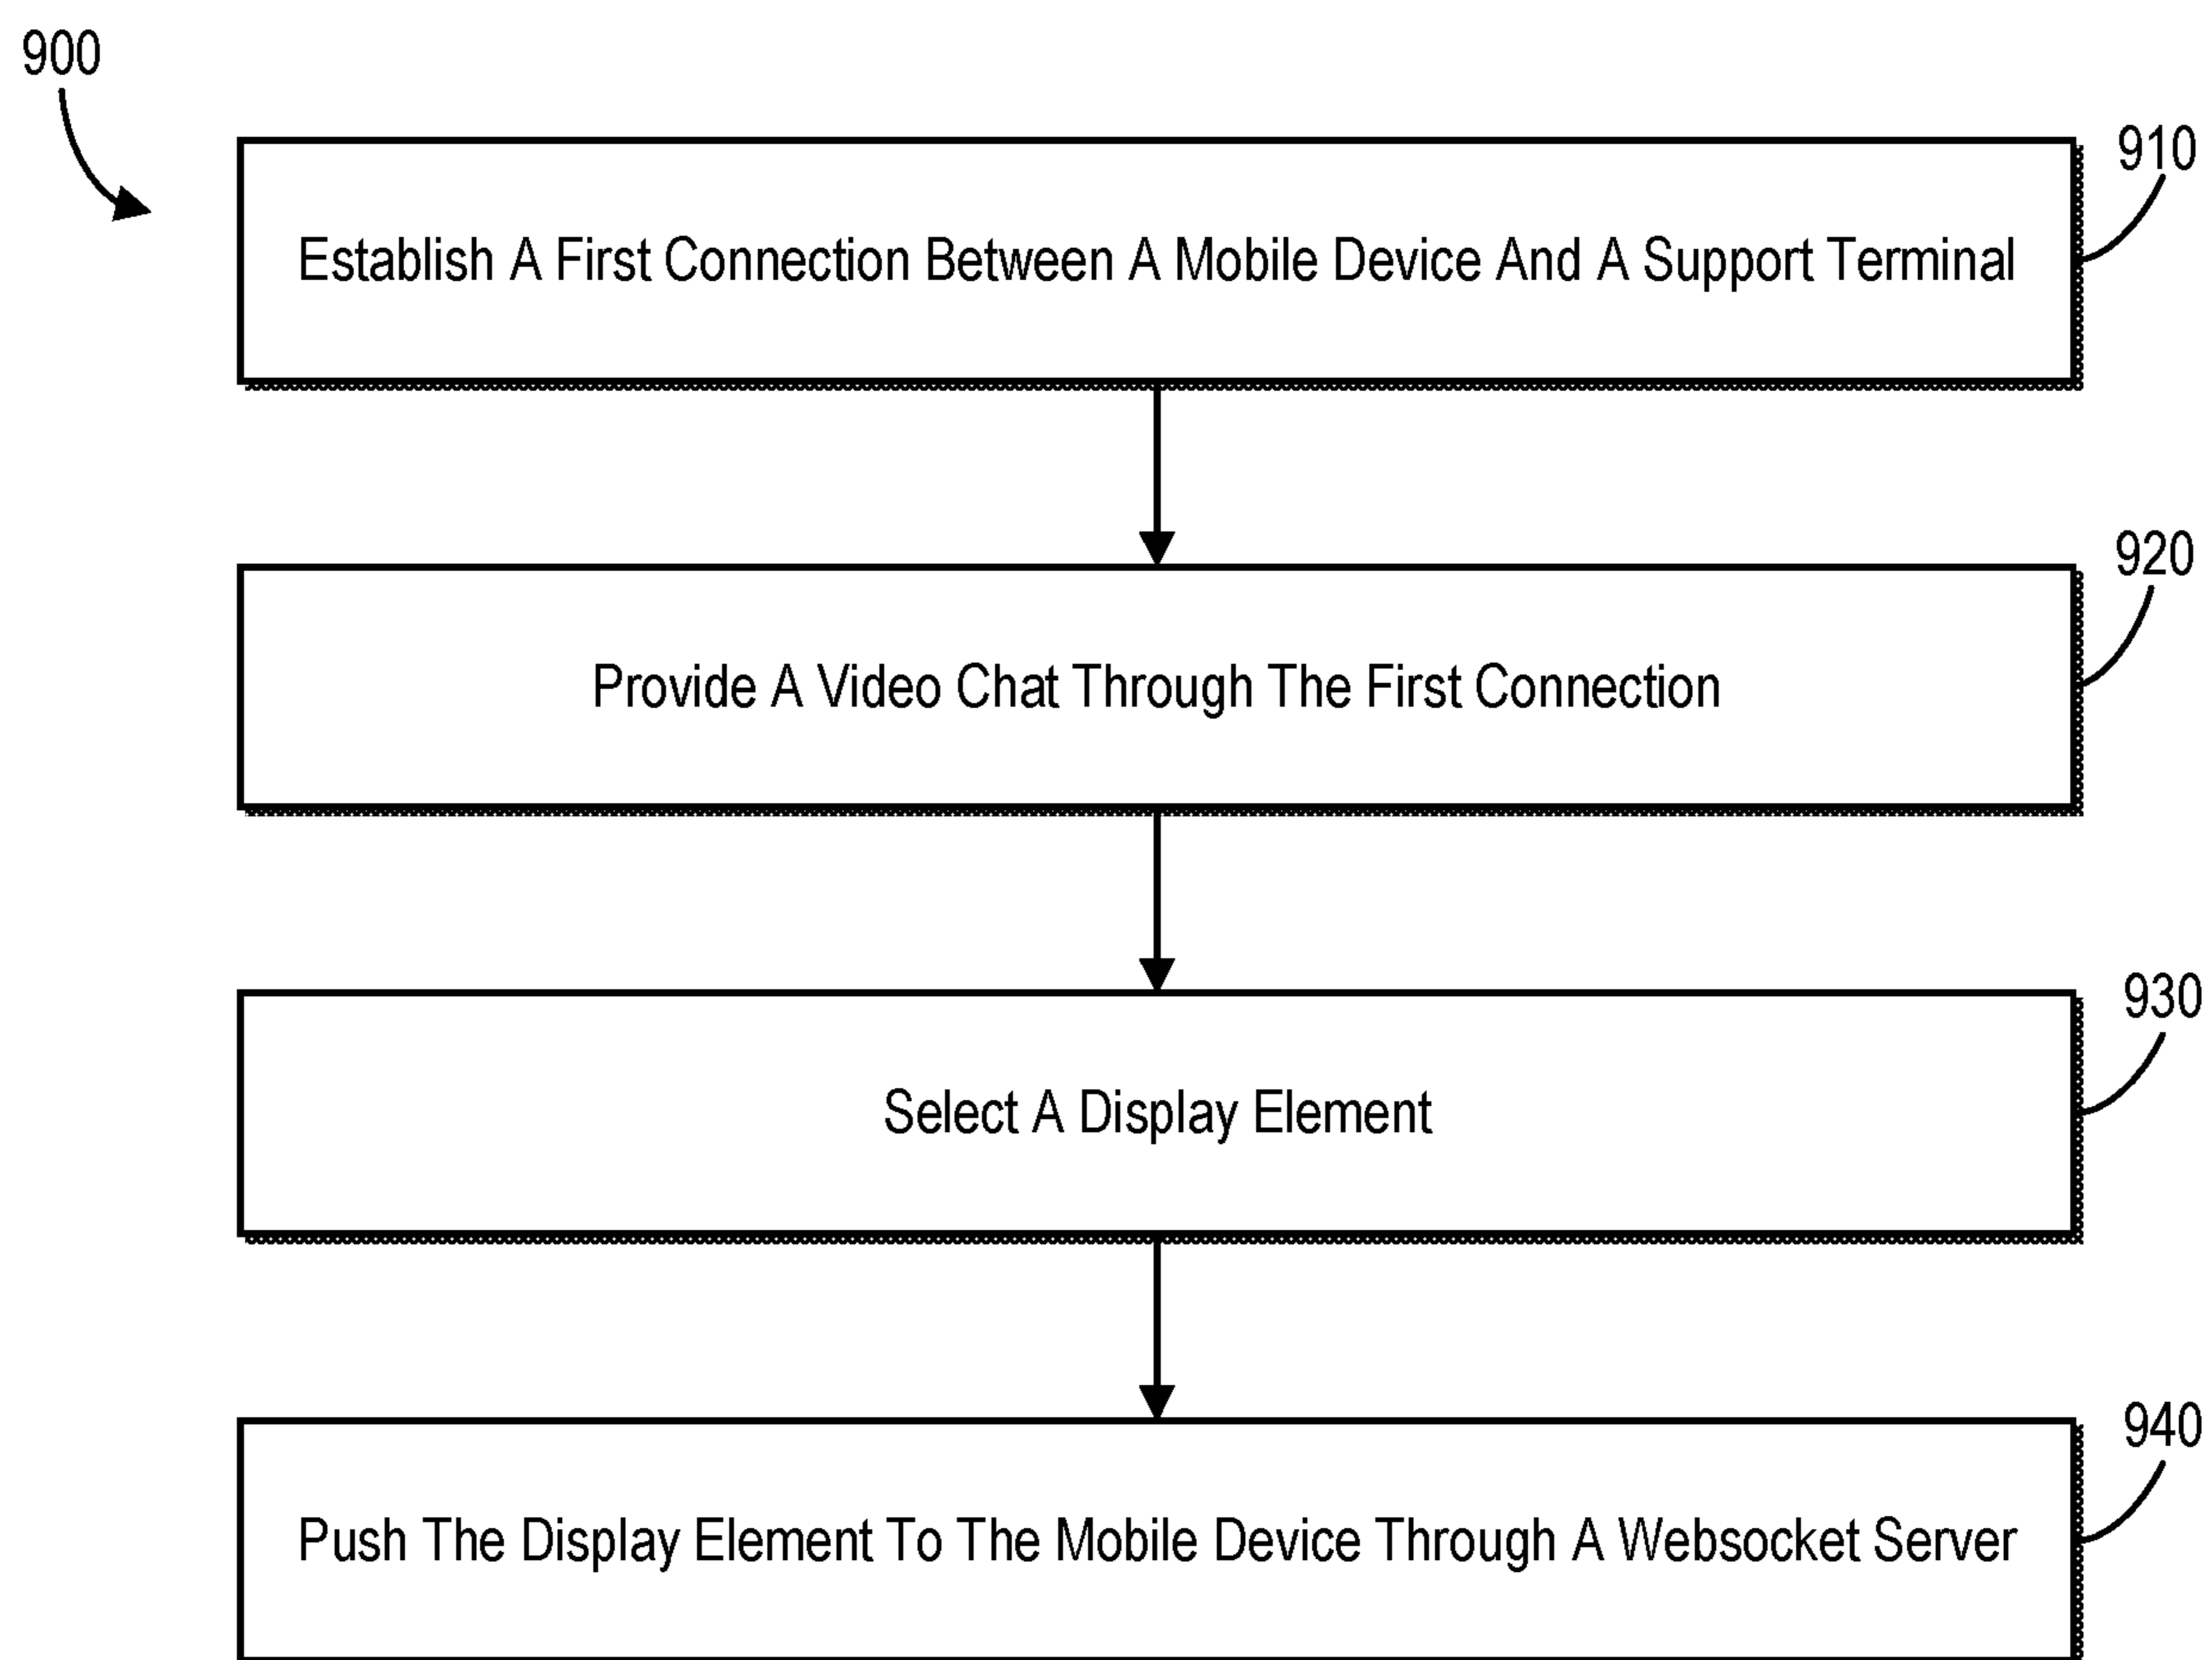 900
910
Establish A First Connection Between A Mobile Device And A Support Terminal
920
Provide A Video Chat Through The First Connection
930
Select A Display Element
940
Push The Display Element To The Mobile Device Through A Websocket Server